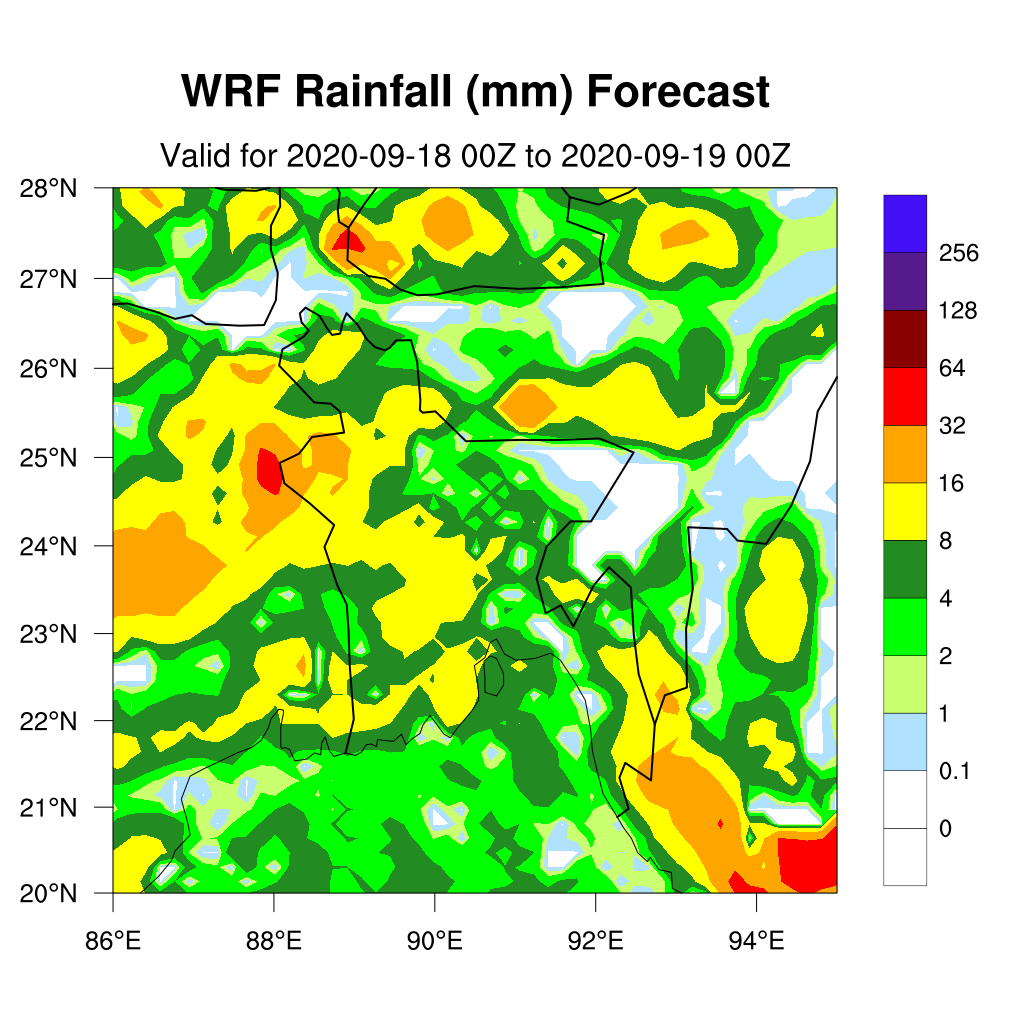 WRF Rainfall (mm) Forecast
Valid for 2020-09-18 00Z to 2020-09-19 00Z
28°N
27°N
26°N
25°N
24°N
23°N
22°N
21°N
20°N
86°E 88°E 90°E 92°E 94°E
256
128
64
32
16
8
4
2
1
0.1
0